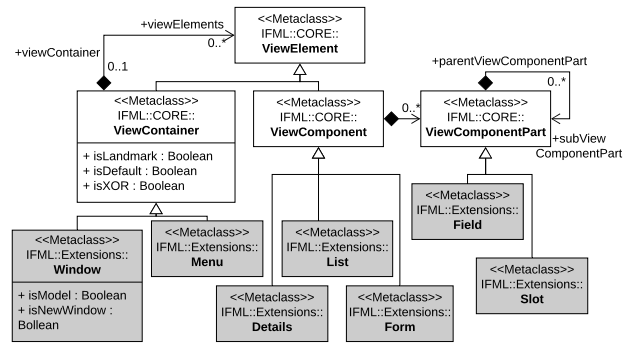 +viewElements
0..*
+viewContainer
0..1
<<Metaclass>>
IFML::CORE::
ViewElement
+parentViewComponentPart
0..*
<<Metaclass>>
IFML::CORE::
ViewContainer
+ isLandmark : Boolean
+ isDefault : Boolean
+ isXOR : Boolean
<<Metaclass>>
IFML::CORE::
ViewComponent
0..*
<<Metaclass>>
IFML::CORE::
ViewComponentPart
+subView
ComponentPart
<<Metaclass>>
IFML::Extensions::
Window
+ isModel : Boolean
+ isNewWindow :
Bollean
<<Metaclass>>
IFML::Extensions::
Menu
<<Metaclass>>
IFML::Extensions::
List
<<Metaclass>>
IFML::Extensions::
Details
<<Metaclass>>
IFML::Extensions::
Form
<<Metaclass>>
IFML::Extensions::
Field
<<Metaclass>>
IFML::Extensions::
Slot